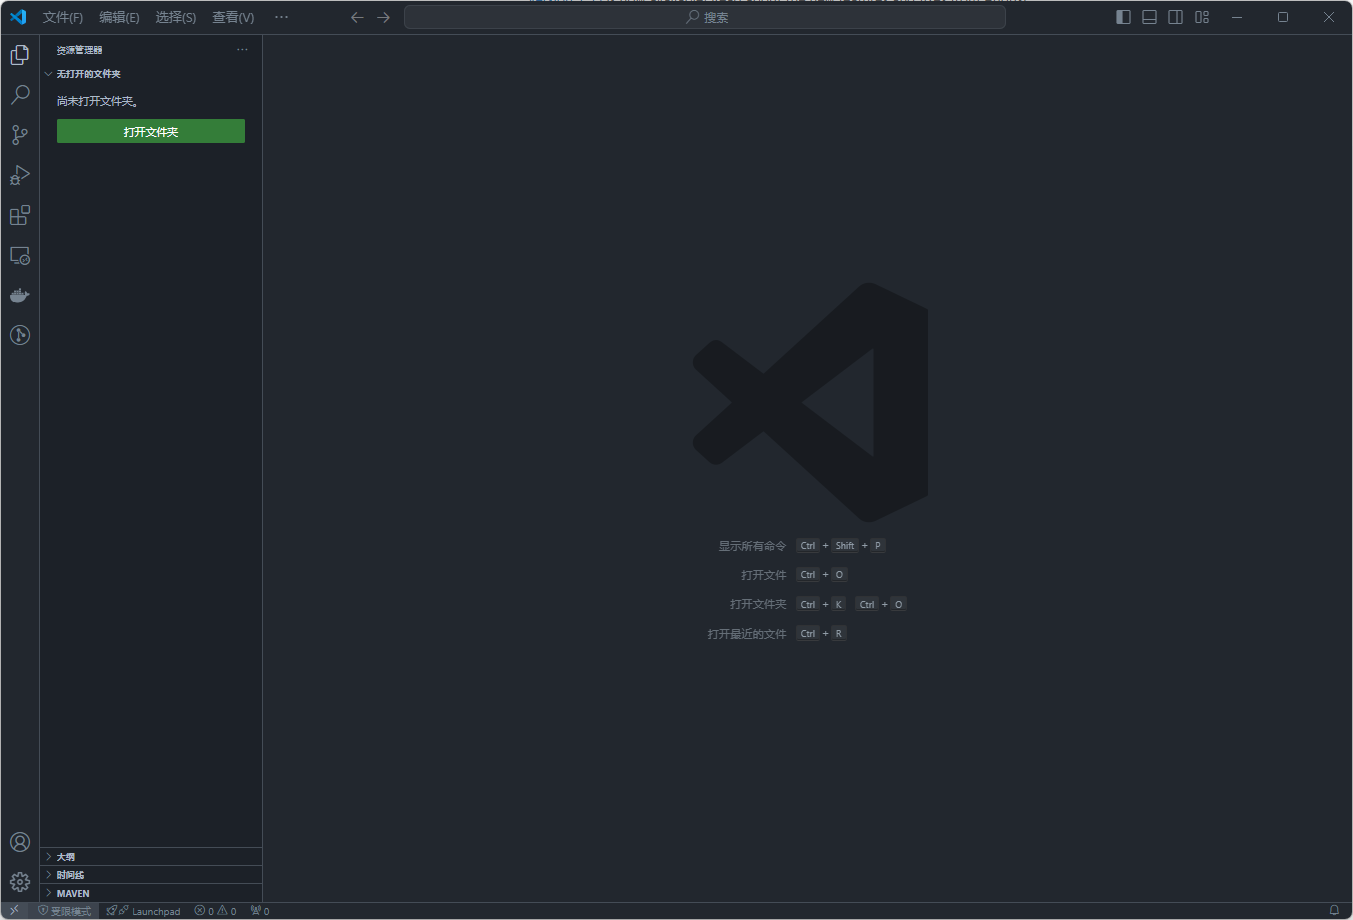 文件(F) 编辑(E) 选择(S) 查看(V) ··· 搜索
资源管理器 ···
无打开的文件夹
尚未打开文件夹。
打开文件夹
显示所有命令 Ctrl + Shift + P
打开文件 Ctrl + O
打开文件夹 Ctrl + K Ctrl + O
打开最近的文件 Ctrl + R
大纲
时间线
MAVEN
受限模式 Launchpad 0 0 0